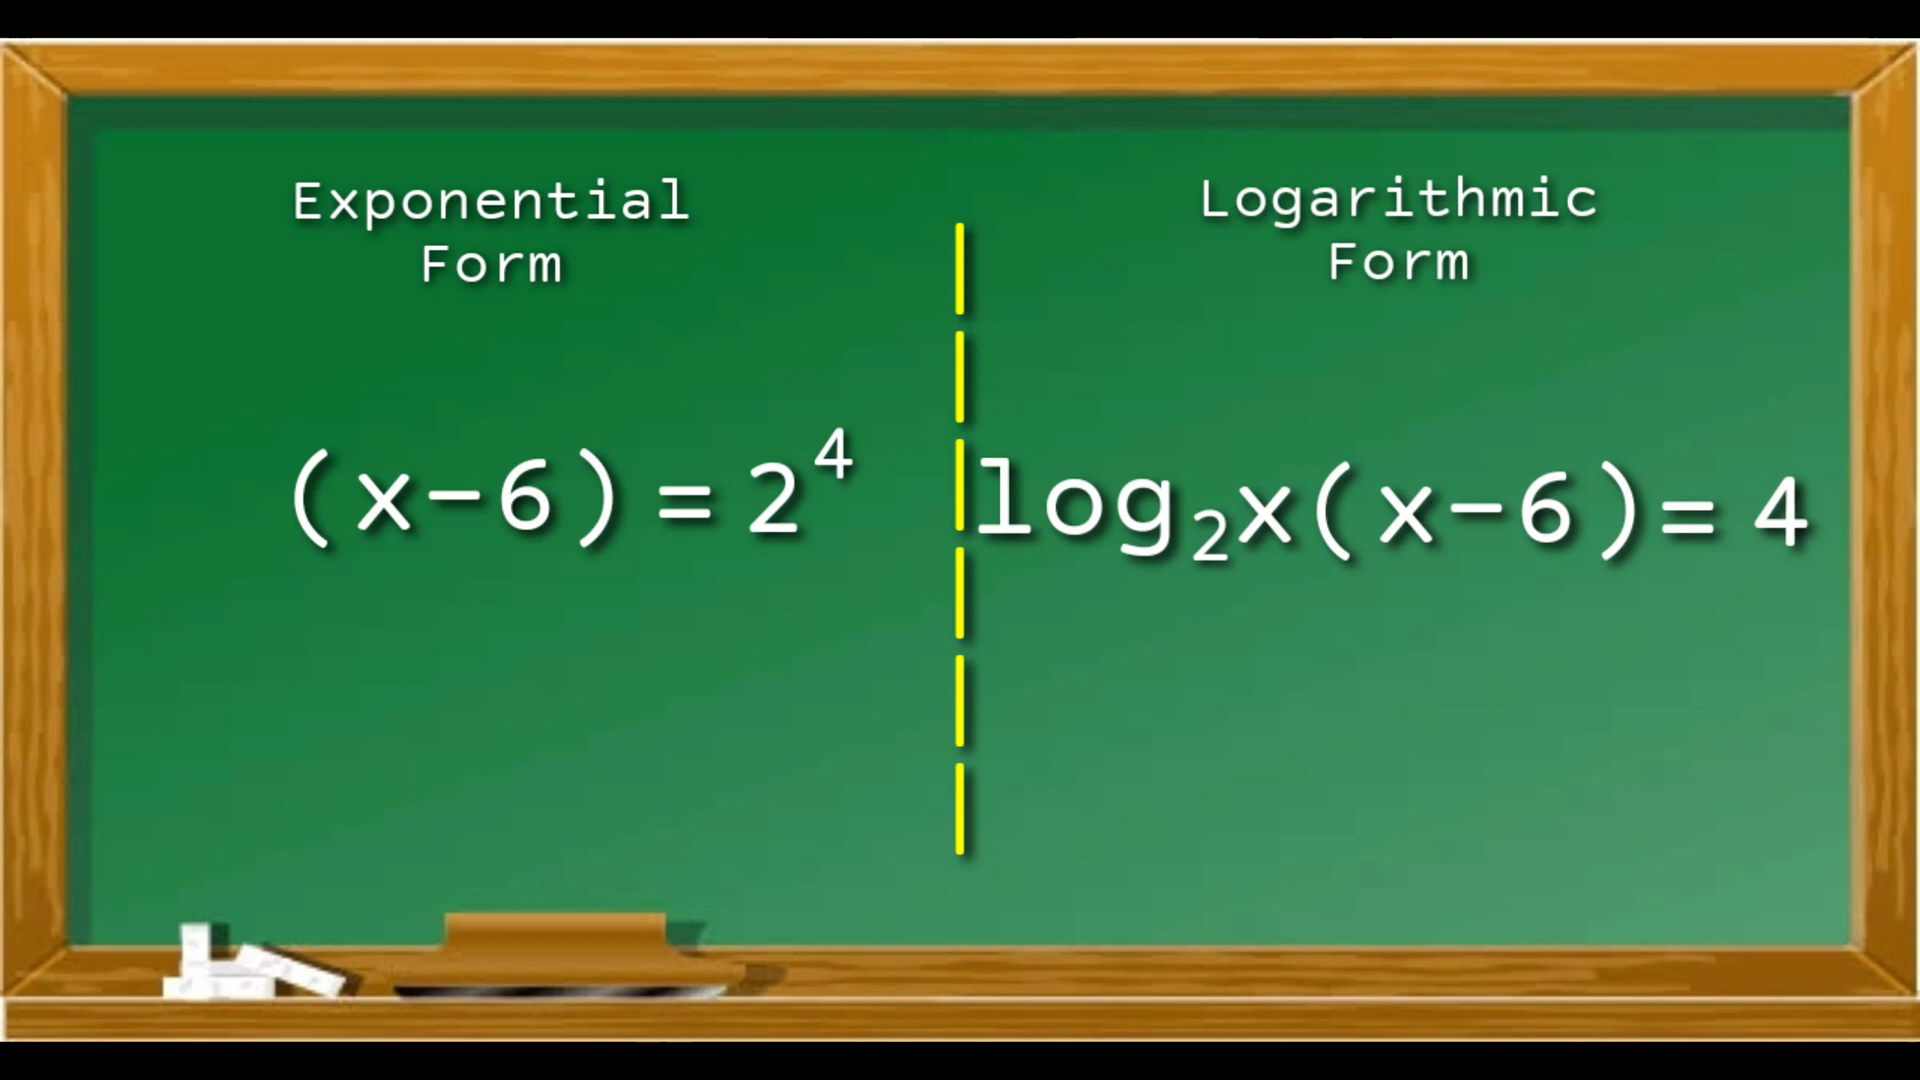 Exponential
Form
(x-6)=2⁴
Logarithmic
Form
log₂x(x-6)=4